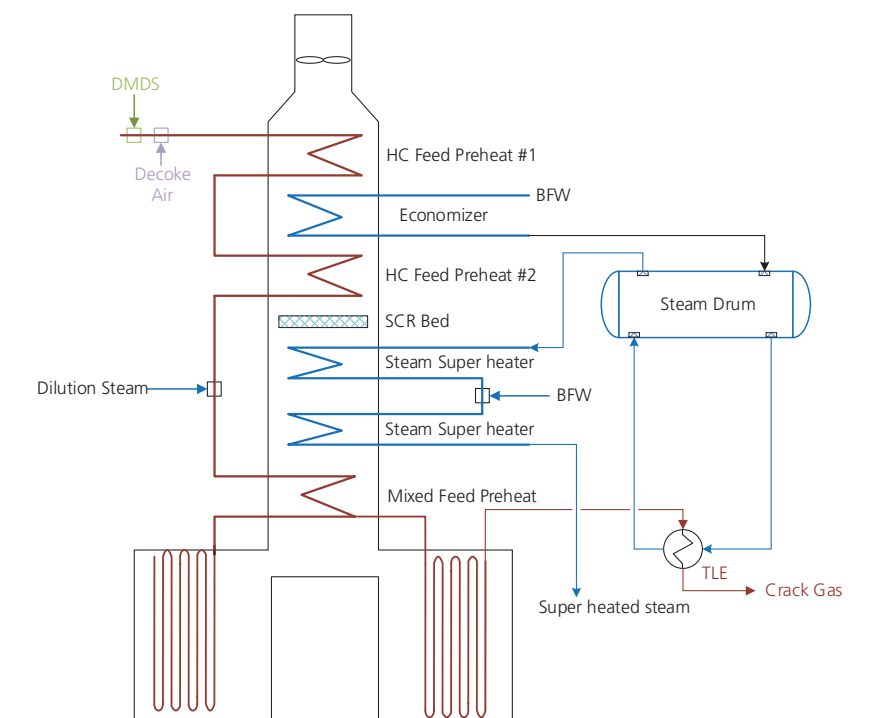 DMDS
Decoke
Air
HC Feed Preheat #1
BFW
Economizer
HC Feed Preheat #2
Steam Drum
SCR Bed
Steam Super heater
Dilution Steam
BFW
Steam Super heater
Mixed Feed Preheat
TLE
Crack Gas
Super heated steam